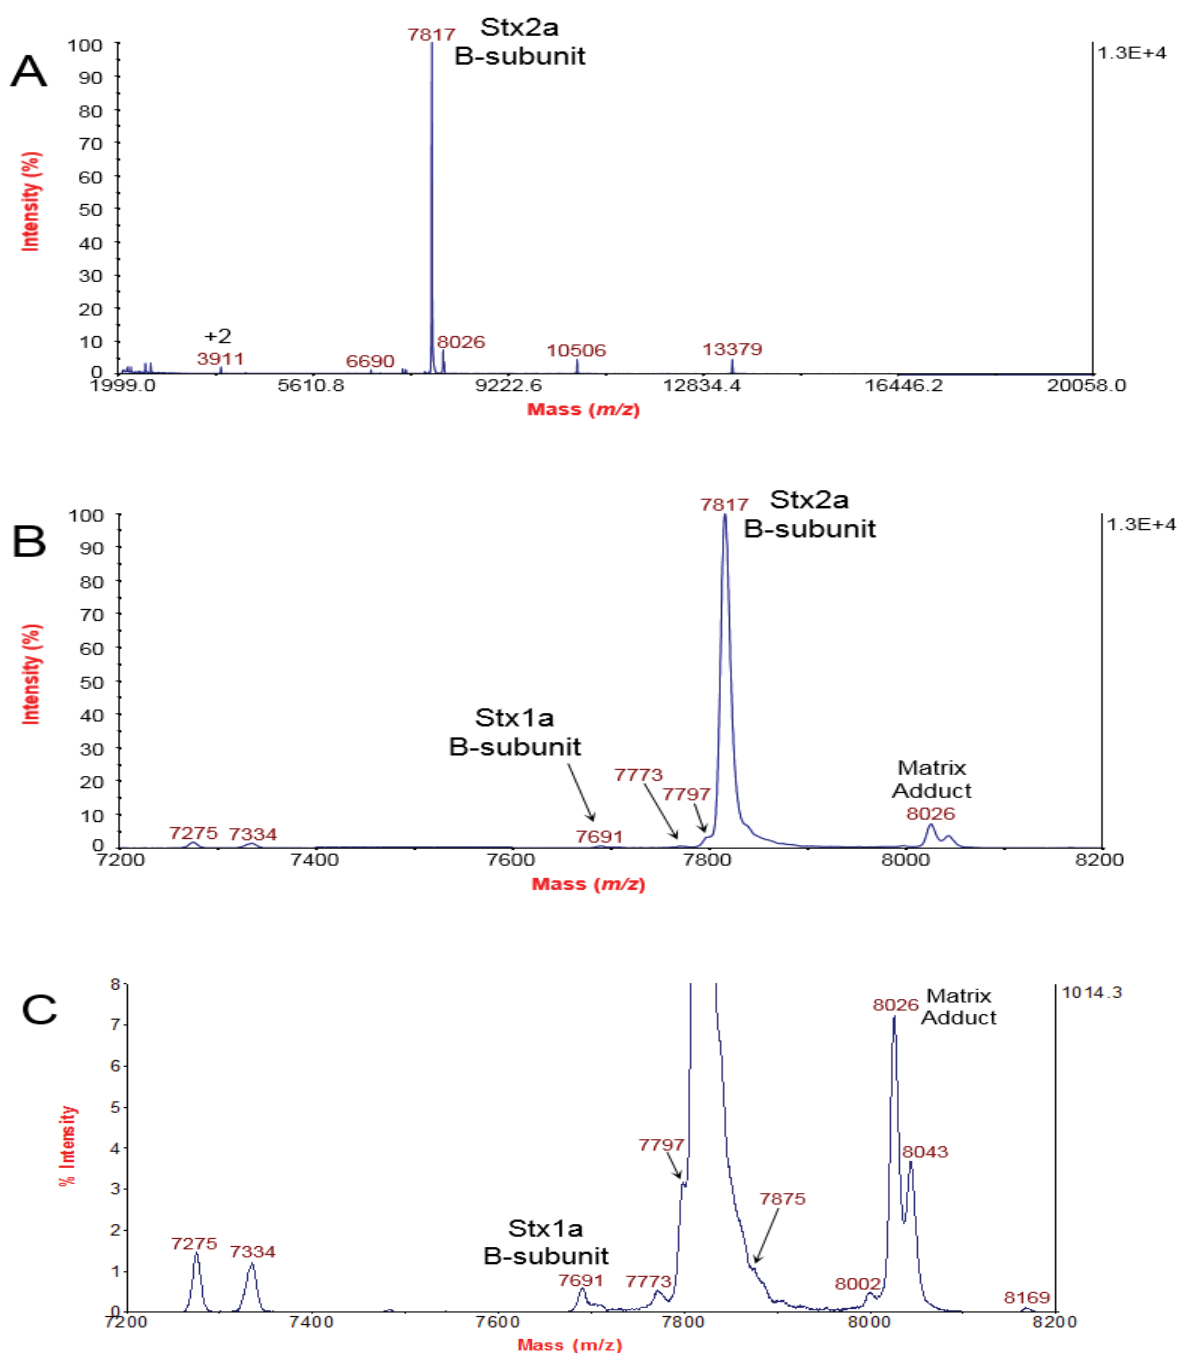 A
Stx2a
B-subunit
7817
1.3E+4
Intensity (%)
100
90
80
70
60
50
40
30
20
10
0
+2
3911
6690
8026
10506
13379
1999.0 5610.8 9222.6 12834.4 16446.2 20058.0
Mass (m/z)
B
7817
Stx2a
B-subunit
1.3E+4
Intensity (%)
100
90
80
70
60
50
40
30
20
10
0
Stx1a
B-subunit
7773
7797
Matrix
Adduct
8026
7275 7334 7691
7200 7400 7600 7800 8000 8200
Mass (m/z)
C
1014.3
% Intensity
8
7
6
5
4
3
2
1
0
8026
Matrix
Adduct
7797
8043
7875
Stx1a
B-subunit
7275 7334 7691 7773 8002 8169
7200 7400 7600 7800 8000 8200
Mass (m/z)